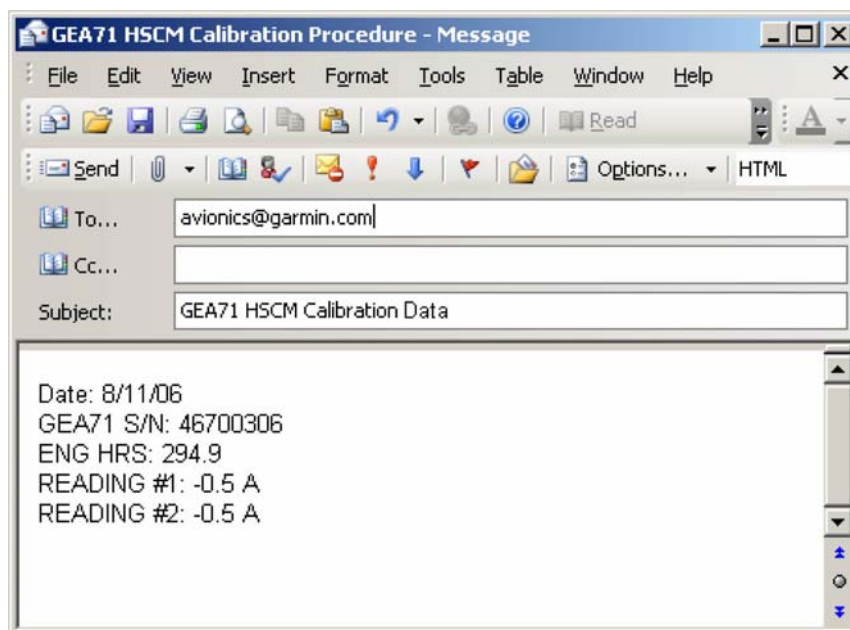 GEA71 HSCM Calibration Procedure - Message
File Edit View Insert Format Tools Table Window Help
Read A
Send Options... HTML
To... avionics@garmin.com
Cc...
Subject: GEA71 HSCM Calibration Data
Date: 8/11/06
GEA71 S/N: 46700306
ENG HRS: 294.9
READING #1: -0.5 A
READING #2: -0.5 A